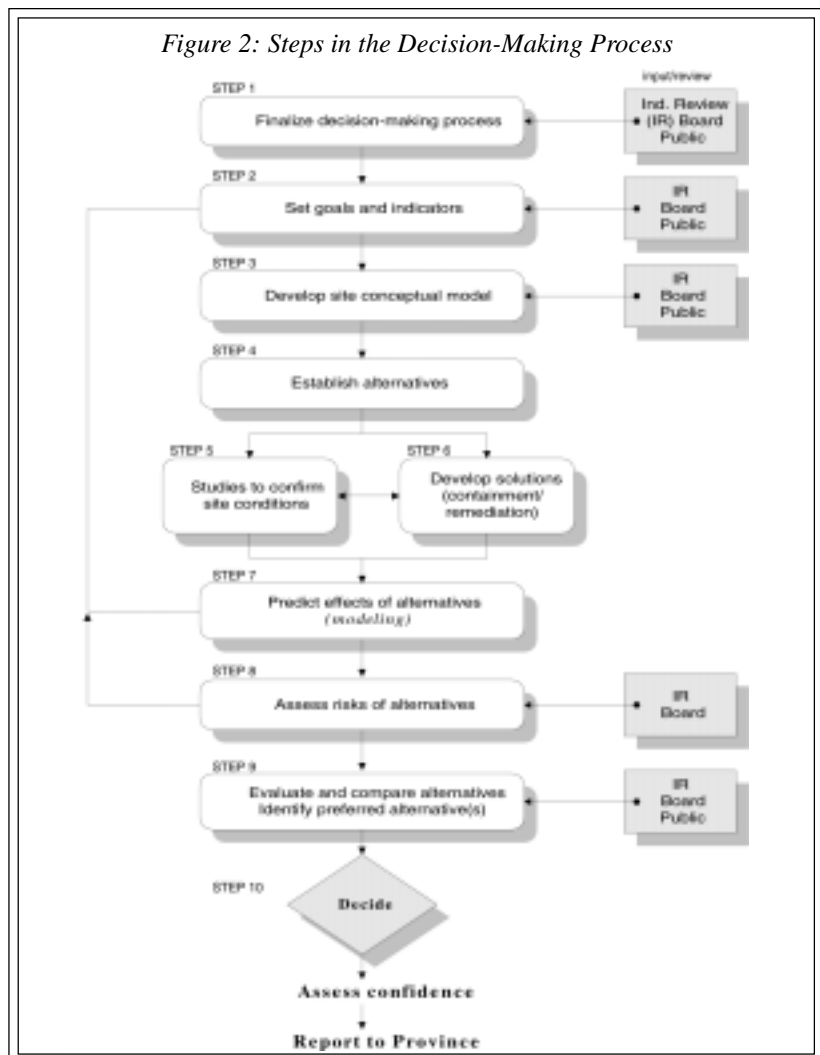 Figure 2: Steps in the Decision-Making Process
input/review
STEP 1
Finalize decision-making process
Ind. Review
(IR) Board
Public
STEP 2
Set goals and indicators
IR
Board
Public
STEP 3
Develop site conceptual model
IR
Board
Public
STEP 4
Establish alternatives
STEP 5
Studies to confirm
site conditions
STEP 6
Develop solutions
(containment/
remediation)
STEP 7
Predict effects of alternatives
(modeling)
STEP 8
Assess risks of alternatives
IR
Board
STEP 9
Evaluate and compare alternatives
Identify preferred alternative(s)
IR
Board
Public
STEP 10
Decide
Assess confidence
Report to Province